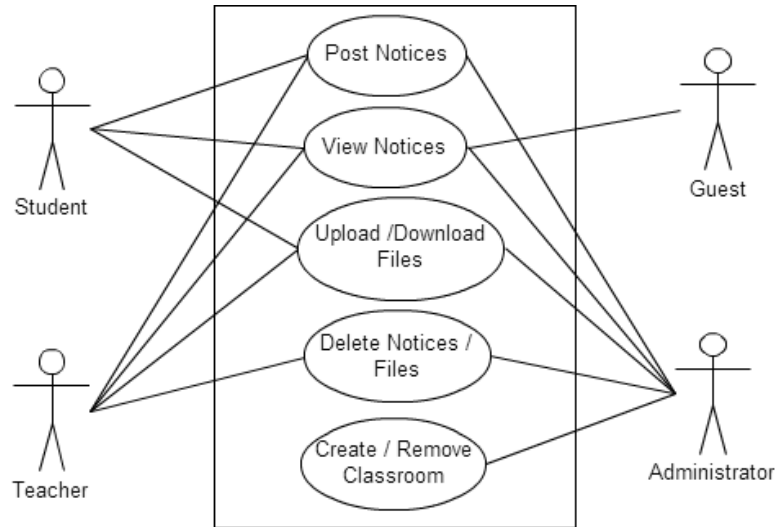 Post Notices
View Notices
Student
Guest
Upload /Download
Files
Delete Notices /
Files
Create / Remove
Classroom
Teacher
Administrator